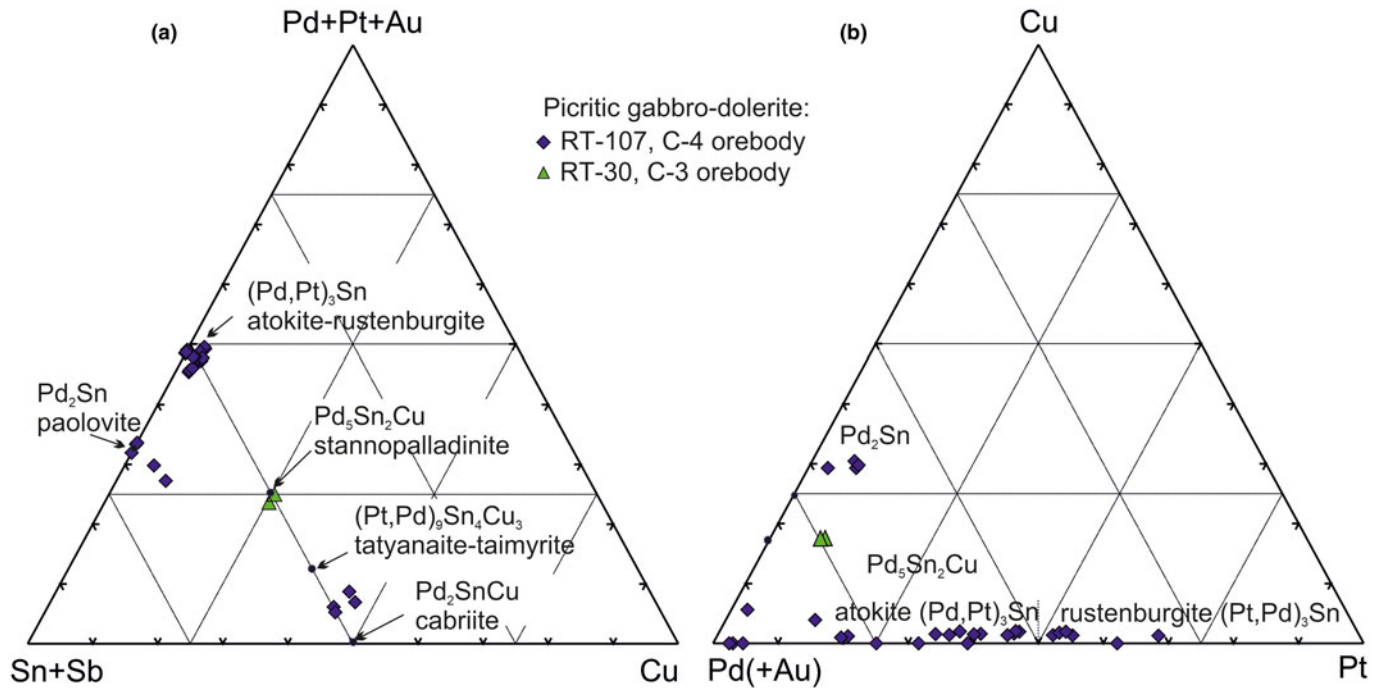 (a)
Pd+Pt+Au
Picritic gabbro-dolerite:
RT-107, C-4 orebody
RT-30, C-3 orebody
(Pd,Pt)₃Sn
atokite-rustenburgite
Pd₂Sn
paolovite
Pd₅Sn₂Cu
stannopalladinite
(Pt,Pd)₉Sn₄Cu₃
tatyanaite-taimyrite
Pd₂SnCu
cabriite
Sn+Sb
Cu
(b)
Cu
Pd₂Sn
Pd₅Sn₂Cu
atokite (Pd,Pt)₃Sn
rustenburgite (Pt,Pd)₃Sn
Pd(+Au)
Pt